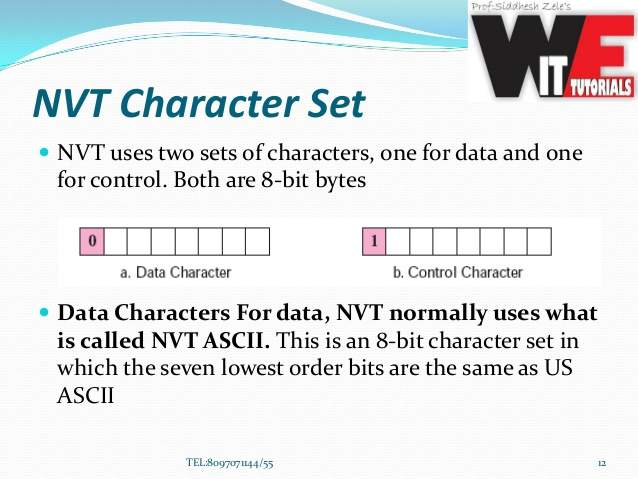 Prof:Siddhesh Zele's
WE
IT
TUTORIALS
NVT Character Set
NVT uses two sets of characters, one for data and one
for control. Both are 8-bit bytes
0
1
a. Data Character
b. Control Character
Data Characters For data, NVT normally uses what
is called NVT ASCII. This is an 8-bit character set in
which the seven lowest order bits are the same as US
ASCII
TEL:8097071144/55
12